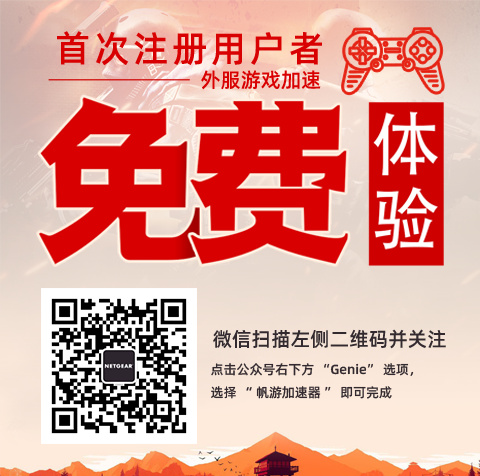 首次注册用户者
外服游戏加速
免费
体验
NETGEAR
微信扫描左侧二维码并关注
点击公众号右下方 “Genie” 选项，
选择 “ 帆游加速器 ” 即可完成